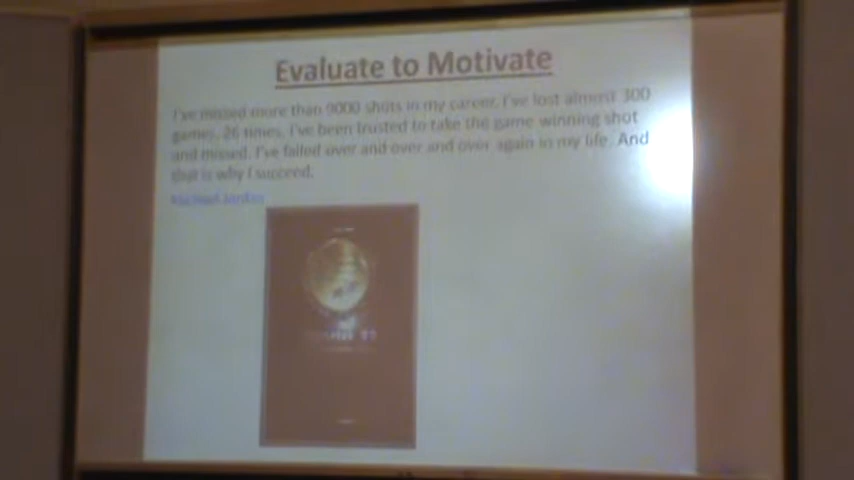 Evaluate to Motivate
I've missed more than 9000 shots in my career. I've lost almost 300
games. 26 times, I've been trusted to take the game winning shot
and missed. I've failed over and over and over again in my life. And
that is why I succeed.
Michael Jordan